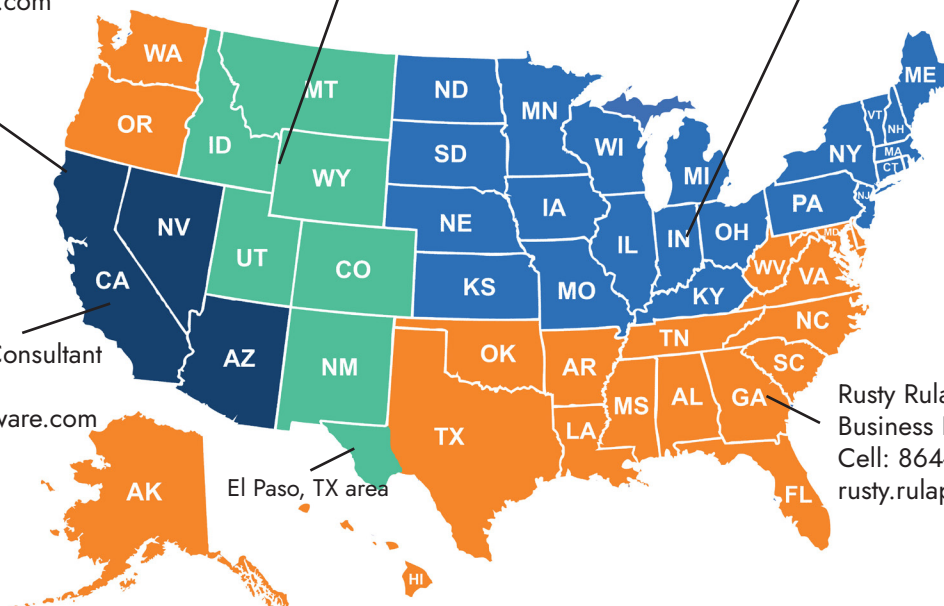 .com
WA
MT
ND
MN
ME
OR
ID
SD
WI
VT
NH
MI
NY
MA
CT
WY
NE
IA
PA
NJ
NV
UT
CO
IL
IN
OH
MD
CA
KS
MO
KY
WV
VA
Consultant
AZ
NM
OK
AR
TN
NC
SC
ware.com
TX
LA
MS
AL
GA
Rusty Rula
Business
Cell: 864
rusty.rulap
AK
El Paso, TX area
FL
HI